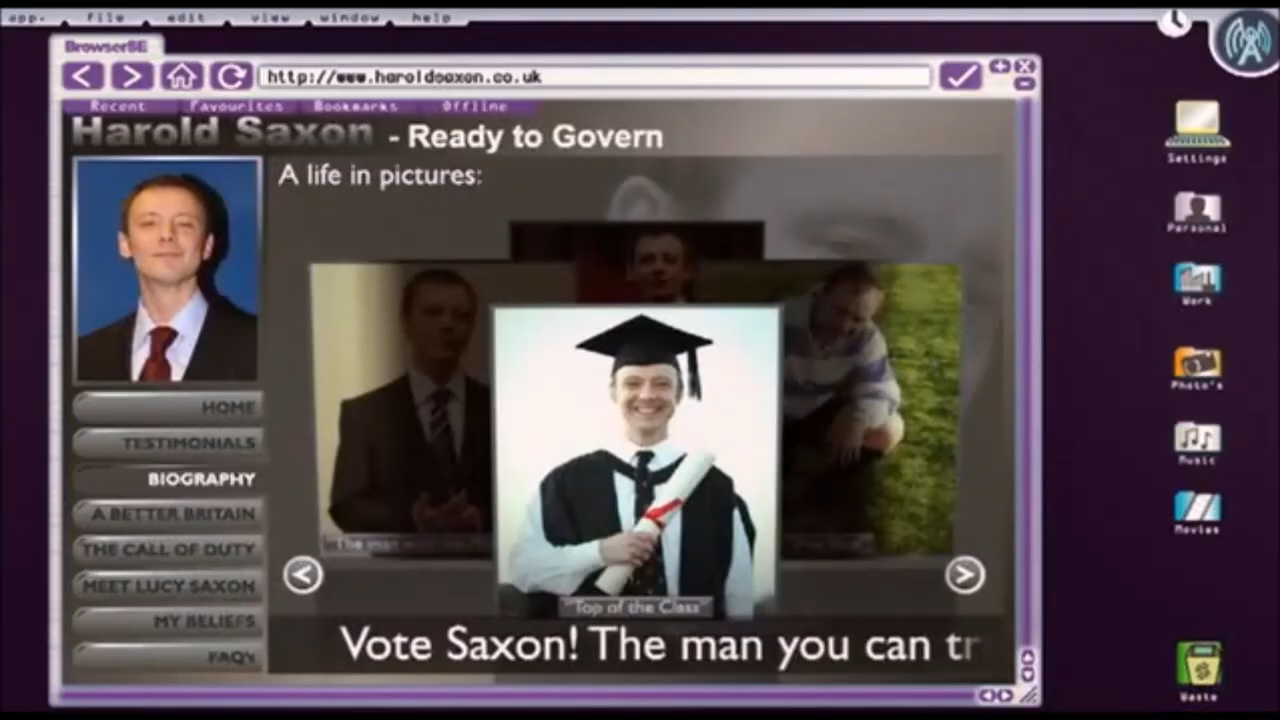 app. file edit view window help
BrowserSE
http://www.haroldsaxon.co.uk
Recent Favourites Bookmarks Offline
Harold Saxon - Ready to Govern
A life in pictures:
HOME
TESTIMONIALS
BIOGRAPHY
A BETTER BRITAIN
THE CALL OF DUTY
MEET LUCY SAXON
MY BELIEFS
FAQ's
"Top of the Class"
Vote Saxon! The man you can tr
Settings
Personal
Work
Photo's
Music
Movies
Waste